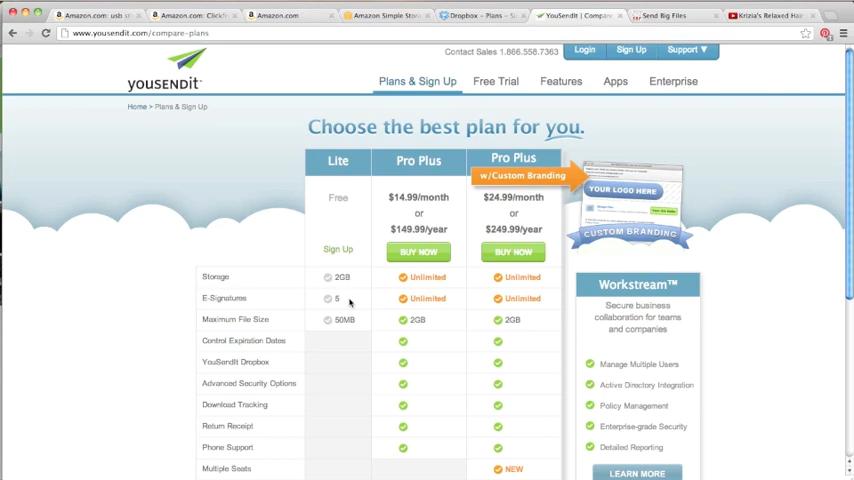 Amazon.com: usb st
Amazon.com: ClickF
Amazon.com
Amazon Simple Stora
Dropbox – Plans – Si
YouSendIt | Compare
Send Big Files
Krizia's Relaxed Hair
www.yousendit.com/compare-plans
Contact Sales 1.866.558.7363
Login
Sign Up
Support ▼
yousendit
Plans & Sign Up
Free Trial
Features
Apps
Enterprise
Home > Plans & Sign Up
Choose the best plan for you.
Lite
Pro Plus
Pro Plus
w/Custom Branding
Free
$14.99/month
or
$149.99/year
$24.99/month
or
$249.99/year
Sign Up
BUY NOW
BUY NOW
YOUR LOGO HERE
CUSTOM BRANDING
Storage 2GB Unlimited Unlimited
E-Signatures 5 Unlimited Unlimited
Maximum File Size 50MB 2GB 2GB
Control Expiration Dates
YouSendIt Dropbox
Advanced Security Options
Download Tracking
Return Receipt
Phone Support
Multiple Seats NEW
Workstream™
Secure business
collaboration for teams
and companies
Manage Multiple Users
Active Directory Integration
Policy Management
Enterprise-grade Security
Detailed Reporting
LEARN MORE